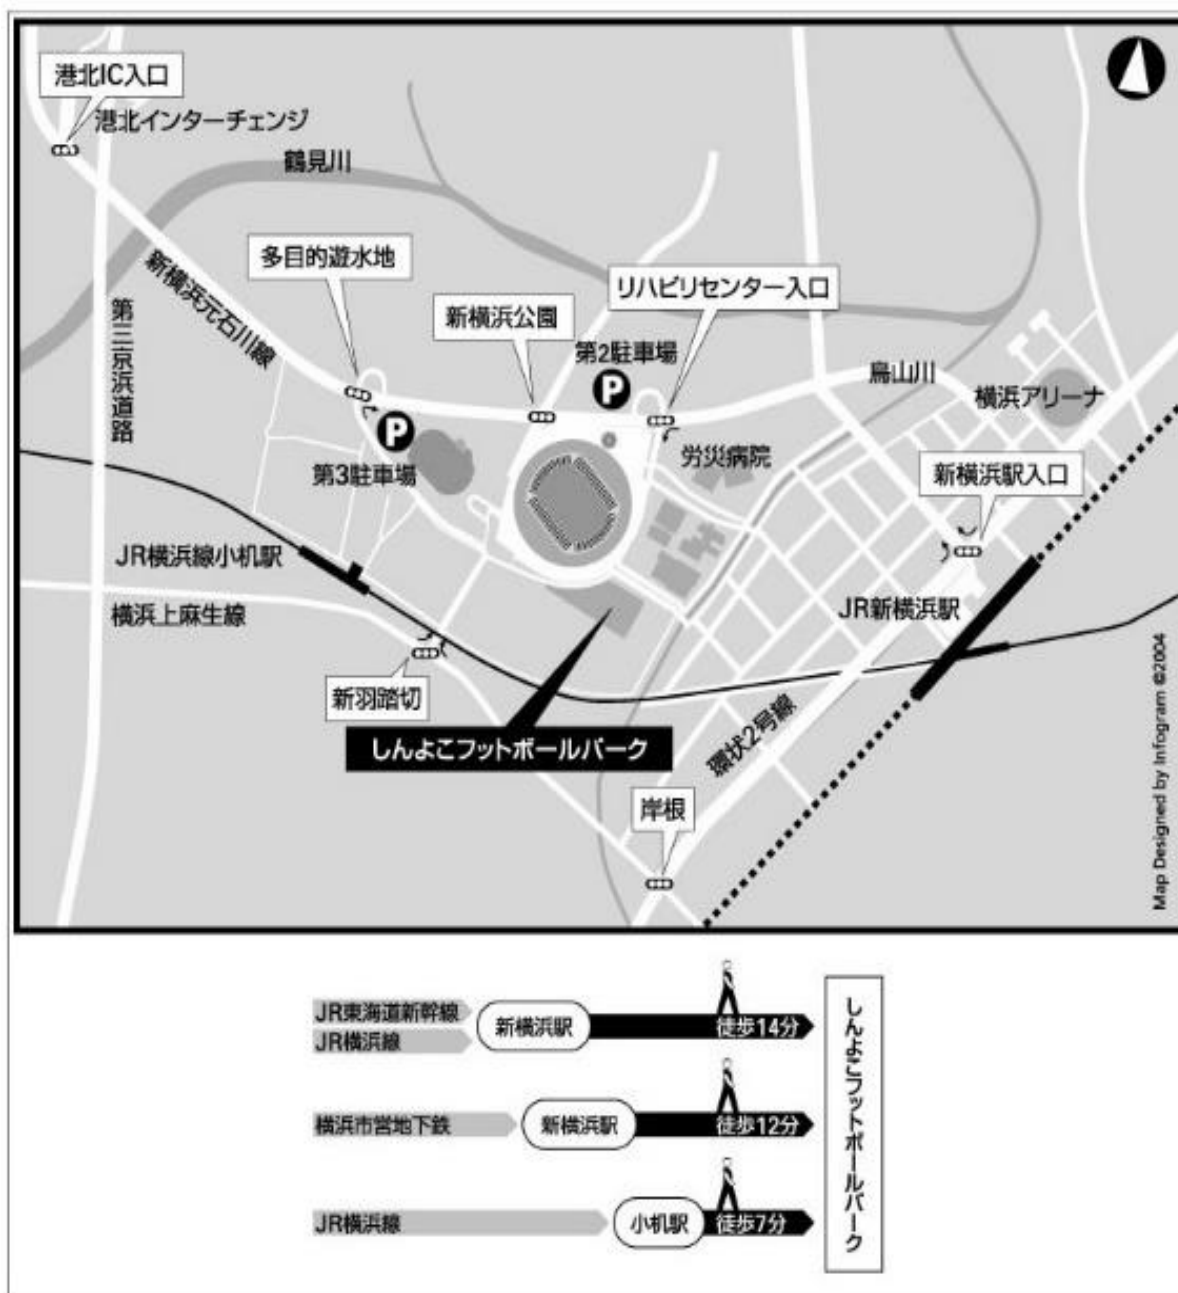 港北IC入口
港北インターチェンジ
鶴見川
多目的遊水地
新横浜元石川線
第三京浜道路
新横浜公園
リハビリセンター入口
第2駐車場
P
鳥山川
横浜アリーナ
P
第3駐車場
労災病院
新横浜駅入口
JR横浜線小机駅
横浜上麻生線
JR新横浜駅
新羽踏切
しんよこフットボールパーク
環状2号線
岸根
Map Designed by Infogram ©2004
JR東海道新幹線
JR横浜線
新横浜駅
徒歩14分
横浜市営地下鉄
新横浜駅
徒歩12分
JR横浜線
小机駅
徒歩7分
しんよこフットボールパーク